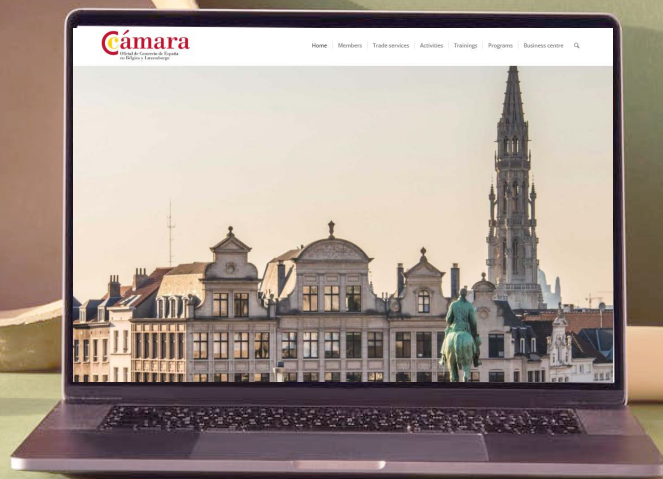 Cámara
Oficial de Comercio de España
en Bélgica y Luxemburgo
Home Members Trade services Activities Trainings Programs Business centre